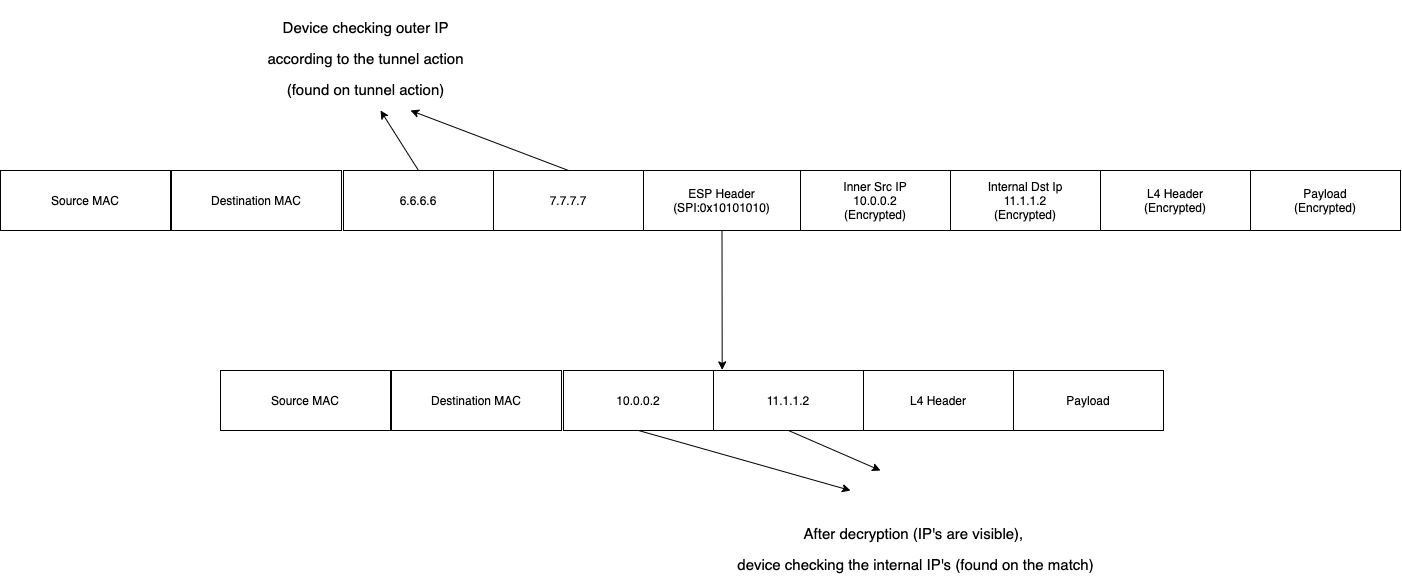 Device checking outer IP
according to the tunnel action
(found on tunnel action)
Source MAC
Destination MAC
6.6.6.6
7.7.7.7
ESP Header
(SPI:0x10101010)
Inner Src IP
10.0.0.2
(Encrypted)
Internal Dst Ip
11.1.1.2
(Encrypted)
L4 Header
(Encrypted)
Payload
(Encrypted)
Source MAC
Destination MAC
10.0.0.2
11.1.1.2
L4 Header
Payload
After decryption (IP's are visible),
device checking the internal IP's (found on the match)